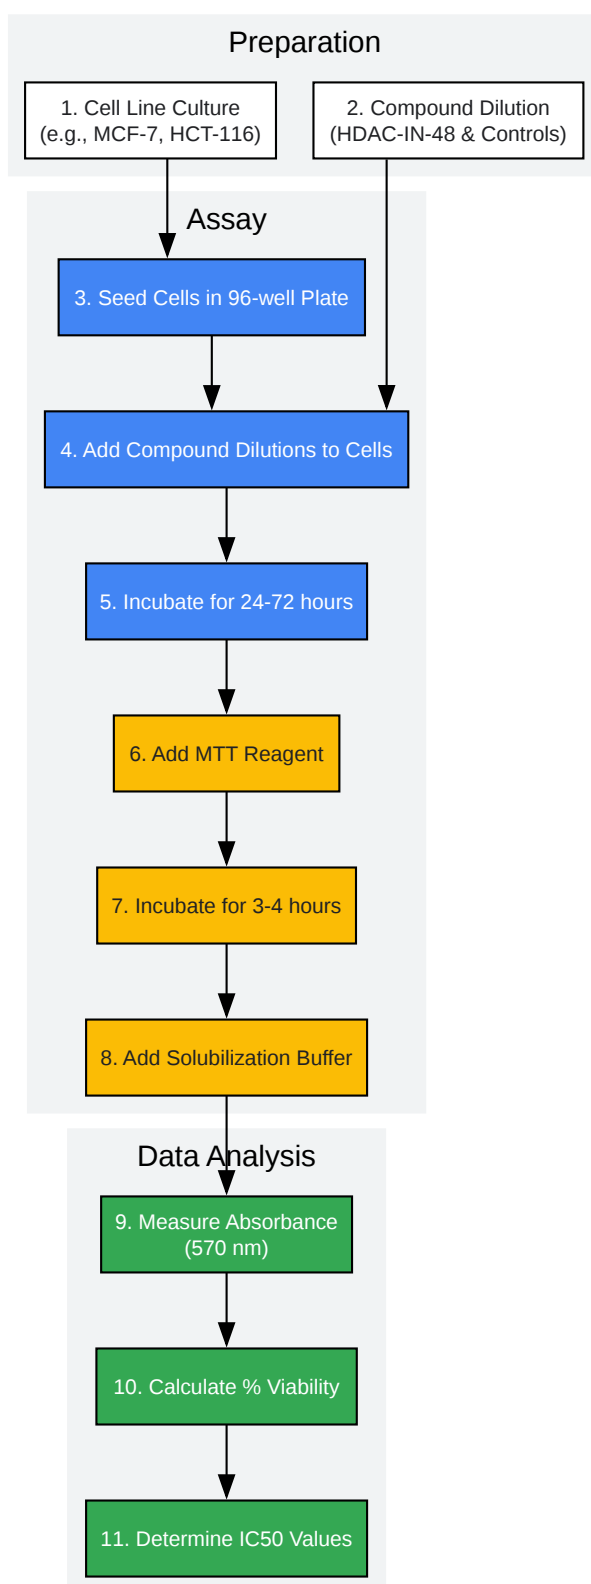 Preparation
1. Cell Line Culture
(e.g., MCF-7, HCT-116)
2. Compound Dilution
(HDAC-IN-48 & Controls)
Assay
3. Seed Cells in 96-well Plate
4. Add Compound Dilutions to Cells
5. Incubate for 24-72 hours
6. Add MTT Reagent
7. Incubate for 3-4 hours
8. Add Solubilization Buffer
Data Analysis
9. Measure Absorbance
(570 nm)
10. Calculate % Viability
11. Determine IC50 Values